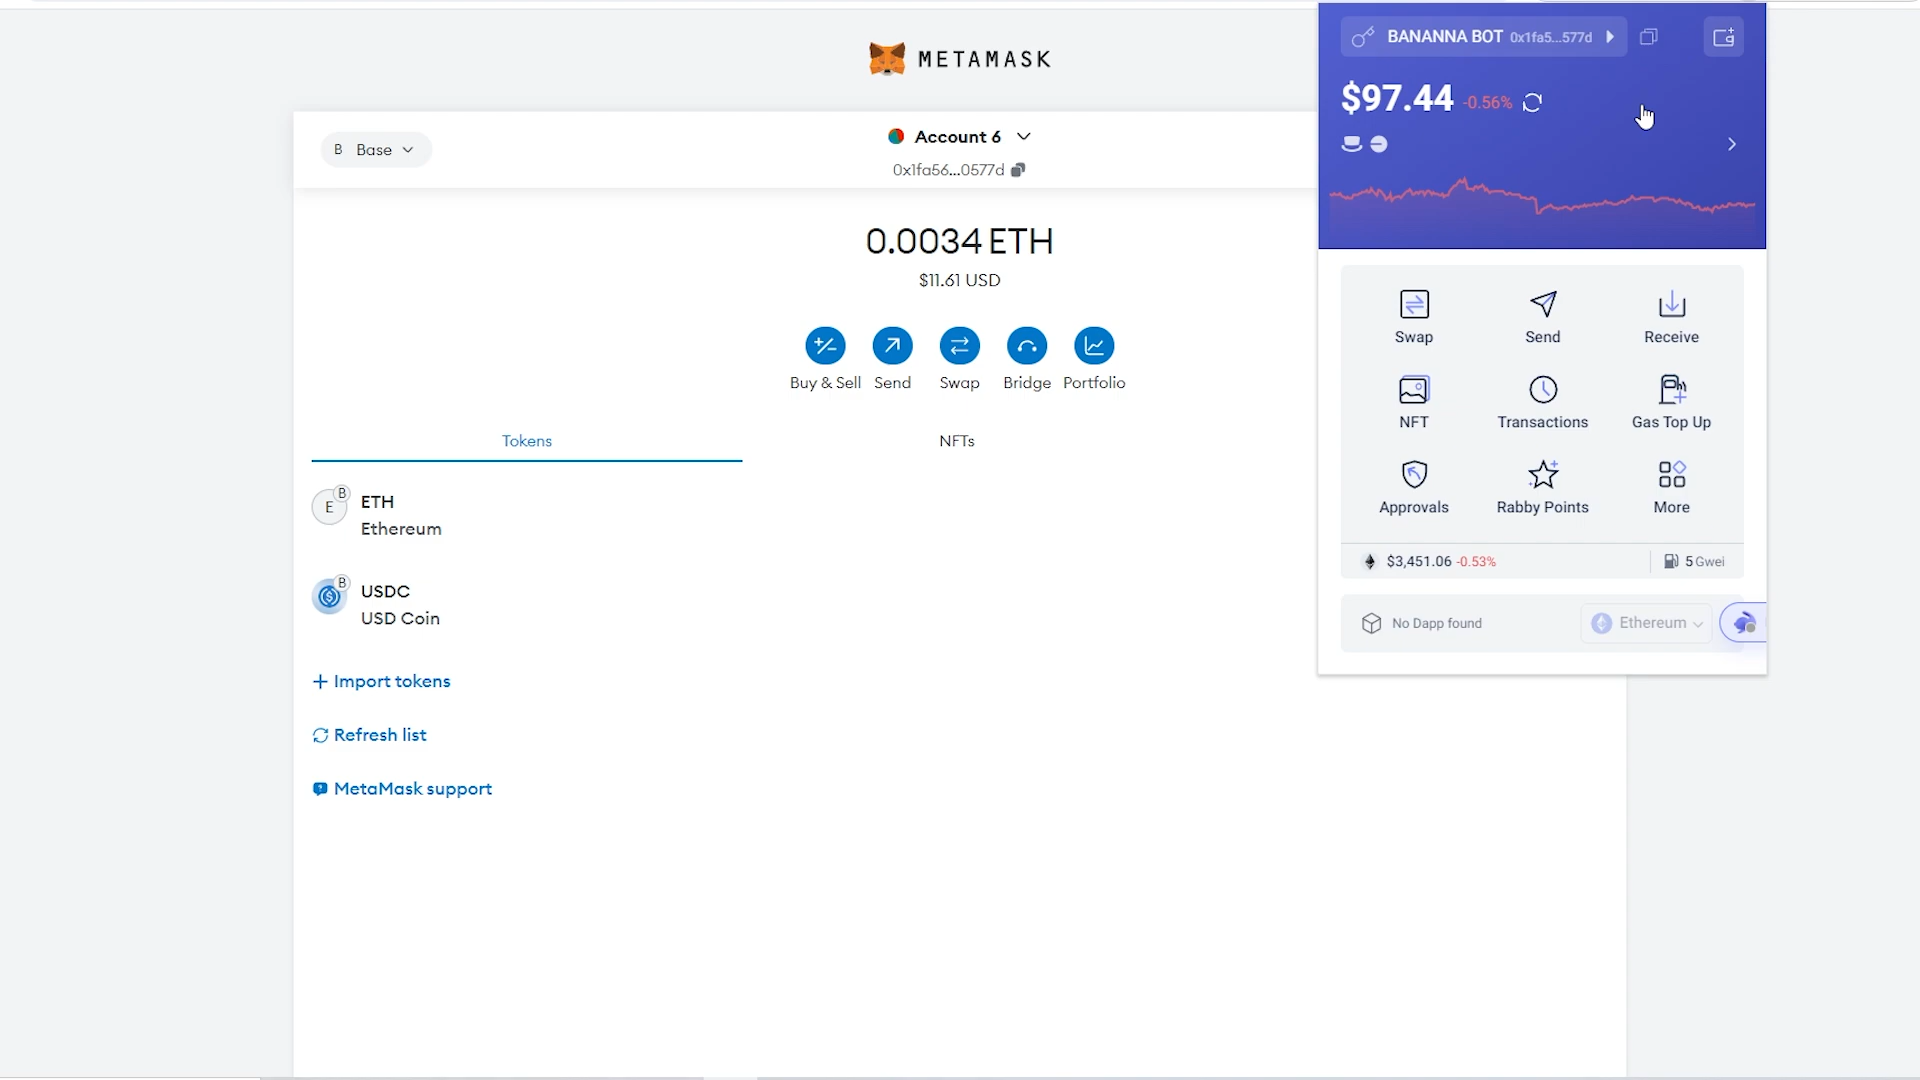 METAMASK
B Base
Account 6
0x1fa56...0577d
0.0034 ETH
$11.61 USD
Buy & Sell
Send
Swap
Bridge
Portfolio
Tokens
NFTs
E
B
ETH
Ethereum
B
USDC
USD Coin
+ Import tokens
Refresh list
MetaMask support
BANANNA BOT 0x1fa5...577d
$97.44 -0.56%
Swap
Send
Receive
NFT
Transactions
Gas Top Up
Approvals
Rabby Points
More
$3,451.06 -0.53%
5 Gwei
No Dapp found
Ethereum